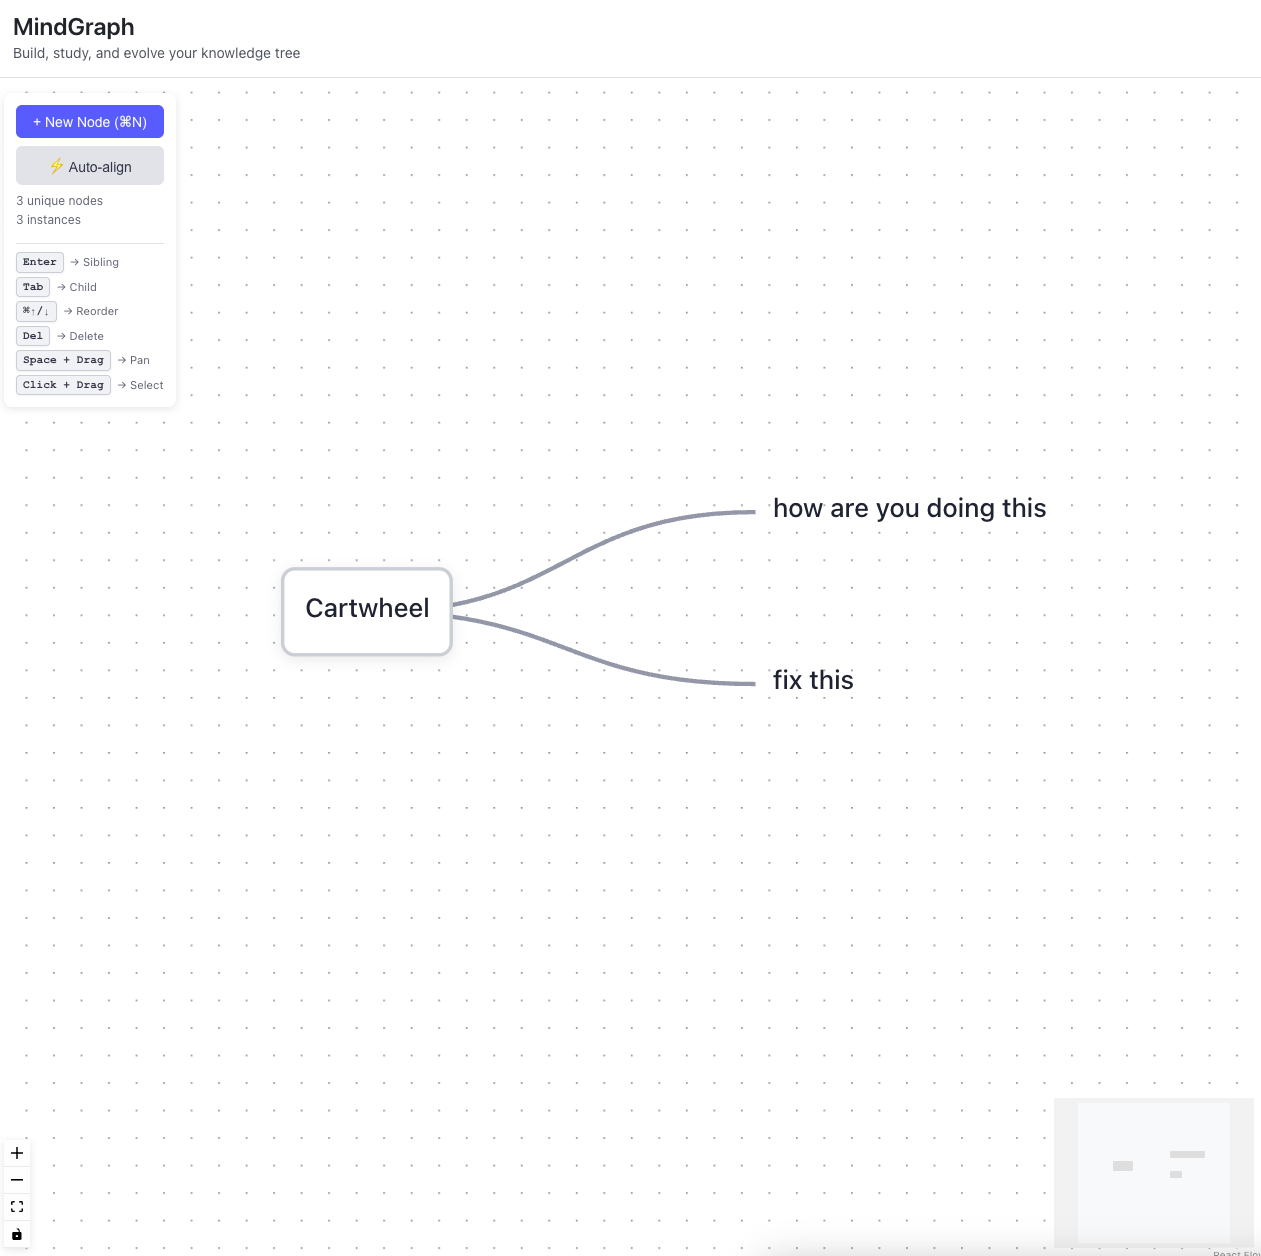 MindGraph
Build, study, and evolve your knowledge tree
+ New Node (⌘N)
⚡ Auto-align
3 unique nodes
3 instances
Enter → Sibling
Tab → Child
⌘↑/↓ → Reorder
Del → Delete
Space + Drag → Pan
Click + Drag → Select
how are you doing this
Cartwheel
fix this
React Flo